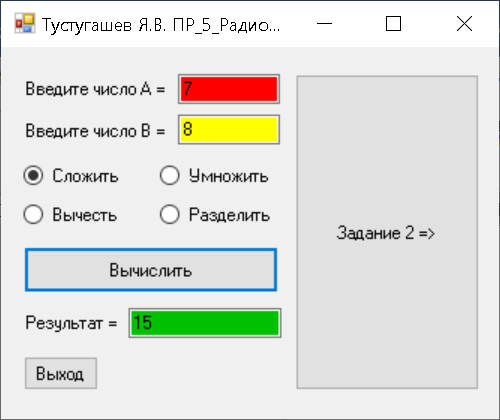 Тустугашев Я.В. ПР_5_Радио...
Введите число A = 7
Введите число B = 8
Сложить Умножить
Вычесть Разделить
Задание 2 =>
Вычислить
Результат = 15
Выход